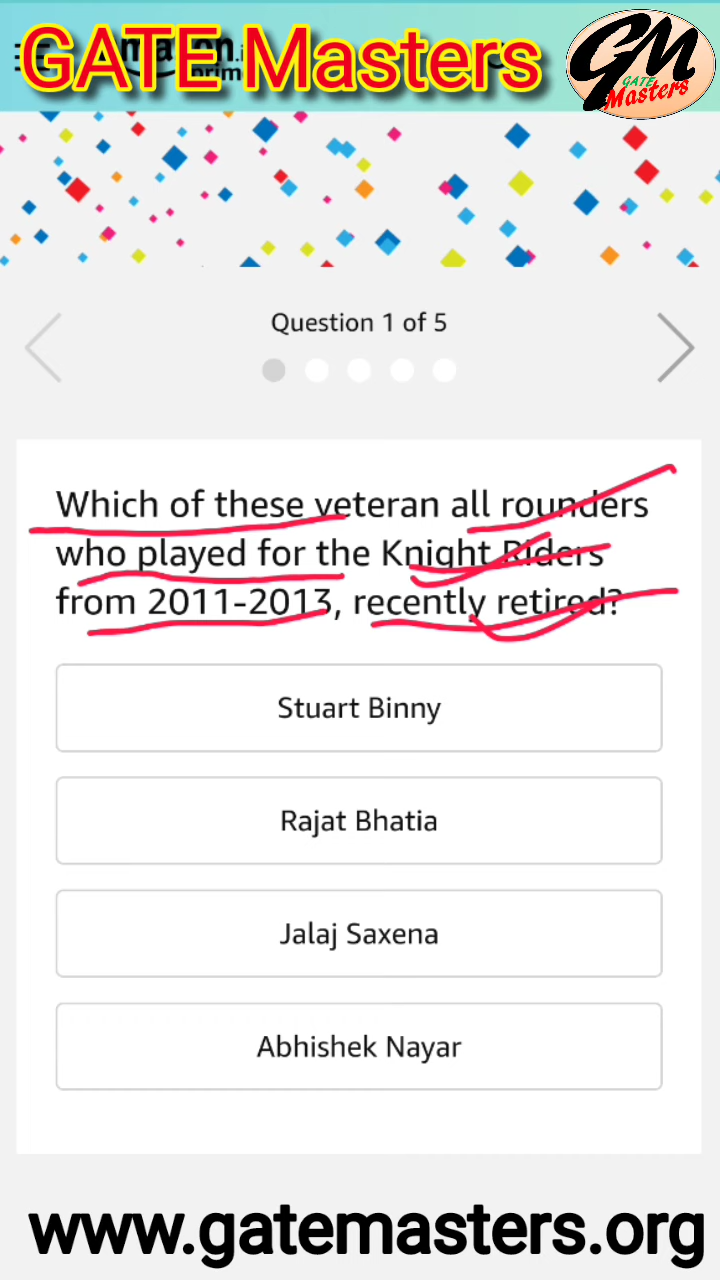 GATE Masters
GM
GATE
Masters
prime
Question 1 of 5
Which of these veteran all rounders
who played for the Knight Riders
from 2011-2013, recently retired?
Stuart Binny
Rajat Bhatia
Jalaj Saxena
Abhishek Nayar
www.gatemasters.org